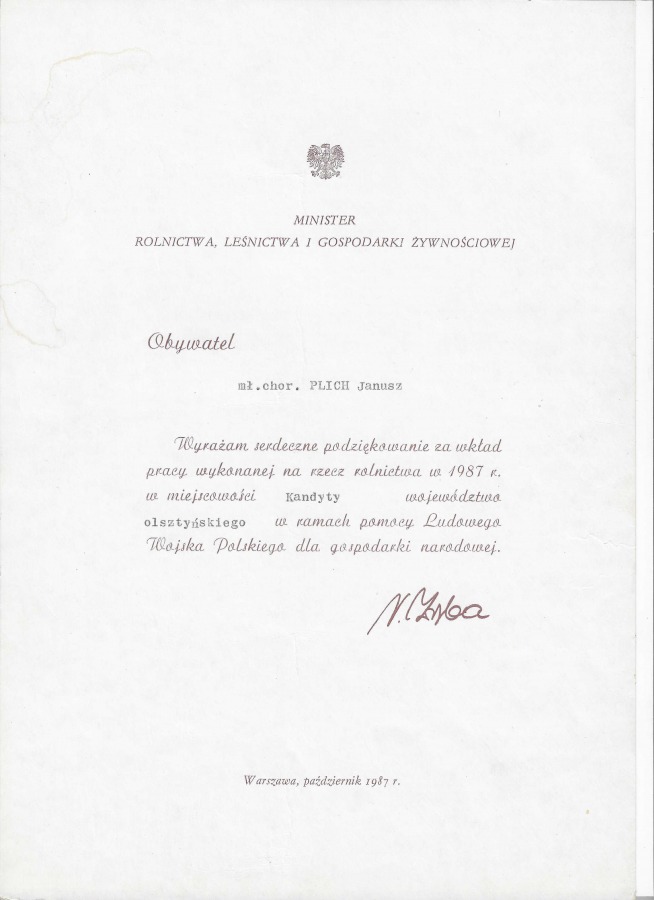 MINISTER
ROLNICTWA, LEŚNICTWA I GOSPODARKI ŻYWNOŚCIOWEJ
Obywatel
mł.chor. PLICH Janusz
Wyrażam serdeczne podziękowanie za wkład
pracy wykonanej na rzecz rolnictwa w 1987 r.
w miejscowości Kandyty województwo
olsztyńskiego w ramach pomocy Ludowego
Wojska Polskiego dla gospodarki narodowej.
Warszawa, październik 1987 r.